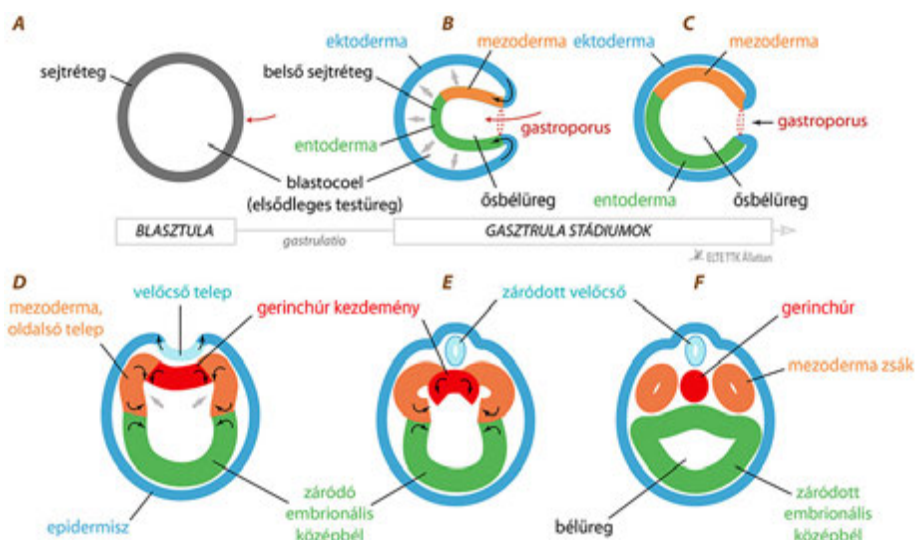 A
B
C
ektoderma
mezoderma
ektoderma
mezoderma
sejtréteg
belső sejtréteg
gastroporus
gastroporus
entoderma
blastocoel
(elsődleges testüreg)
ősbélüreg
entoderma
ősbélüreg
BLASZTULA
gastrulatio
GASZTRULA STÁDIUMOK
ELTE TTK Állattan
D
velőcső telep
E
záródott velőcső
F
mezoderma,
oldalsó telep
gerinchúr kezdemény
gerinchúr
mezoderma zsák
epidermisz
záródó
embrionális
középbél
bélüreg
záródott
embrionális
középbél